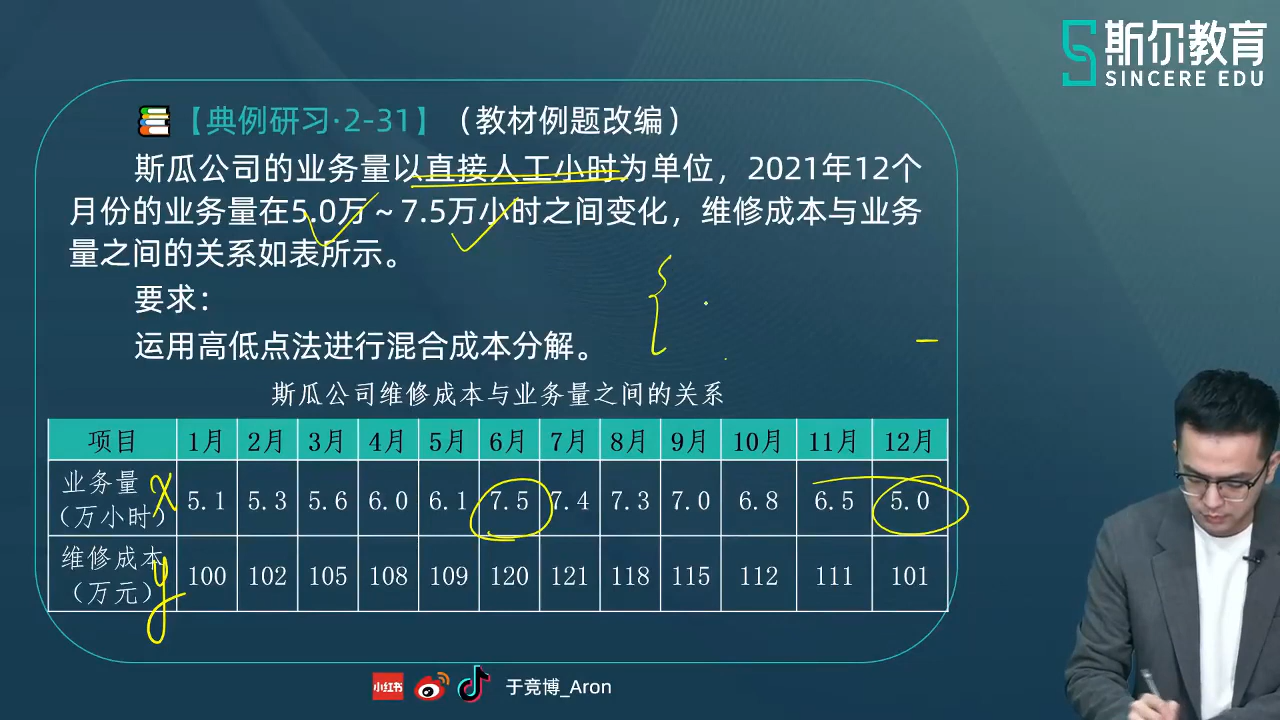 斯尔教育
SINCERE EDU
【典例研习·2-31】（教材例题改编）
斯瓜公司的业务量以直接人工小时为单位，2021年12个
月份的业务量在5.0万～7.5万小时之间变化，维修成本与业务
量之间的关系如表所示。
要求：
运用高低点法进行混合成本分解。
斯瓜公司维修成本与业务量之间的关系
项目 1月 2月 3月 4月 5月 6月 7月 8月 9月 10月 11月 12月
业务量（万小时） x 5.1 5.3 5.6 6.0 6.1 7.5 7.4 7.3 7.0 6.8 6.5 5.0
维修成本（万元） y 100 102 105 108 109 120 121 118 115 112 111 101
小红书 于竞博_Aron